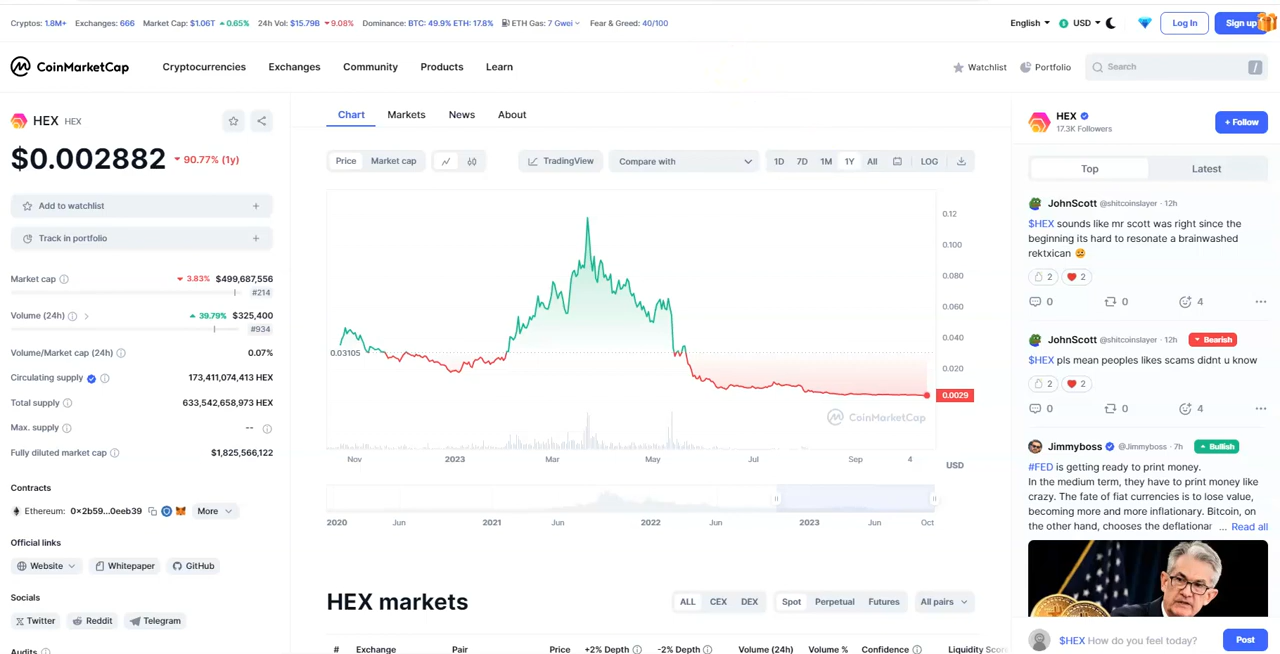 Cryptos: 1.8M+ Exchanges: 666 Market Cap: $1.06T 0.65% 24h Vol: $15.79B 9.08% Dominance: BTC: 49.9% ETH: 17.8% ETH Gas: 7 Gwei Fear & Greed: 40/100
English USD Log In Sign up
CoinMarketCap Cryptocurrencies Exchanges Community Products Learn
Watchlist Portfolio Search /
HEX HEX
$0.002882 90.77% (1y)
Add to watchlist +
Track in portfolio +
Market cap 3.83% $499,687,556
#214
Volume (24h) 39.79% $325,400
#934
Volume/Market cap (24h) 0.07%
Circulating supply 173,411,074,413 HEX
Total supply 633,542,658,973 HEX
Max. supply --
Fully diluted market cap $1,825,566,122
Contracts
Ethereum: 0x2b59...0eeb39 More
Official links
Website Whitepaper GitHub
Socials
Twitter Reddit Telegram
Audits
Chart Markets News About
Price Market cap TradingView Compare with 1D 7D 1M 1Y All LOG
0.12
0.100
0.080
0.060
0.040
0.03105
0.020
0.0029
CoinMarketCap
Nov 2023 Mar May Jul Sep 4 USD
2020 Jun 2021 Jun 2022 Jun 2023 Jun Oct
HEX markets
ALL CEX DEX Spot Perpetual Futures All pairs
# Exchange Pair Price +2% Depth -2% Depth Volume (24h) Volume % Confidence Liquidity Score
HEX
17.3K Followers
+ Follow
Top Latest
JohnScott @shitcoinslayer · 12h
$HEX sounds like mr scott was right since the
beginning its hard to resonate a brainwashed
rektxican
2 2
0 0 4 ...
JohnScott @shitcoinslayer · 12h Bearish
$HEX pls mean peoples likes scams didnt u know
2 2
0 0 4 ...
Jimmyboss @Jimmyboss · 7h Bullish
#FED is getting ready to print money.
In the medium term, they have to print money like
crazy. The fate of fiat currencies is to lose value,
becoming more and more inflationary. Bitcoin, on
the other hand, chooses the deflationar ... Read all
$HEX How do you feel today? Post